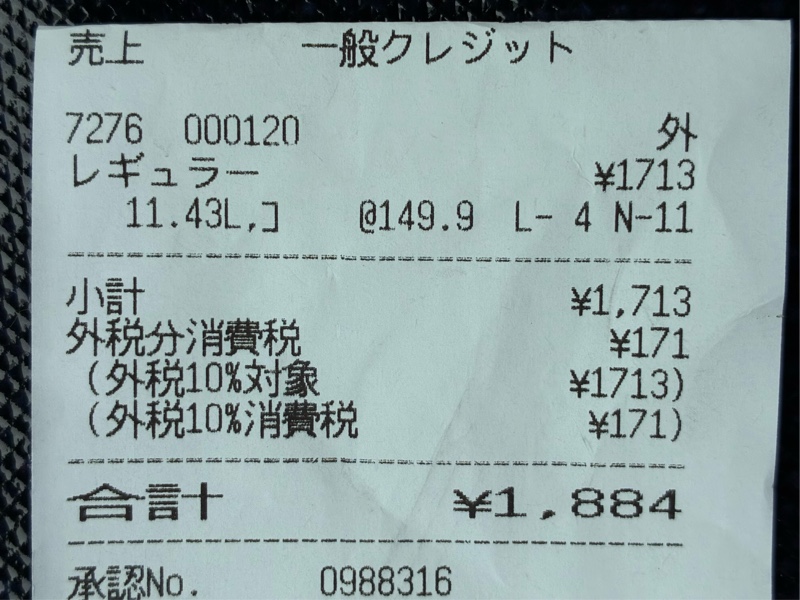 売上 一般クレジット
7276 000120 外
レギュラー ¥1713
11.43L,コ @149.9 L- 4 N-11
小計 ¥1,713
外税分消費税 ¥171
(外税10%対象 ¥1713)
(外税10%消費税 ¥171)
合計 ¥1,884
承認No. 0988316